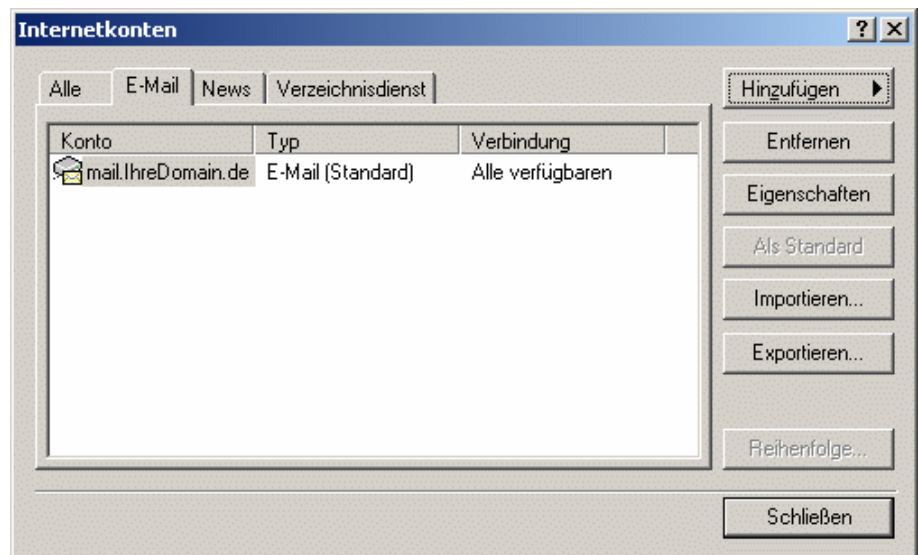 Internetkonten
Alle E-Mail News Verzeichnisdienst
Hinzufügen
Konto Typ Verbindung
Entfernen
mail.IhreDomain.de E-Mail (Standard) Alle verfügbaren
Eigenschaften
Als Standard
Importieren...
Exportieren...
Reihenfolge...
Schließen